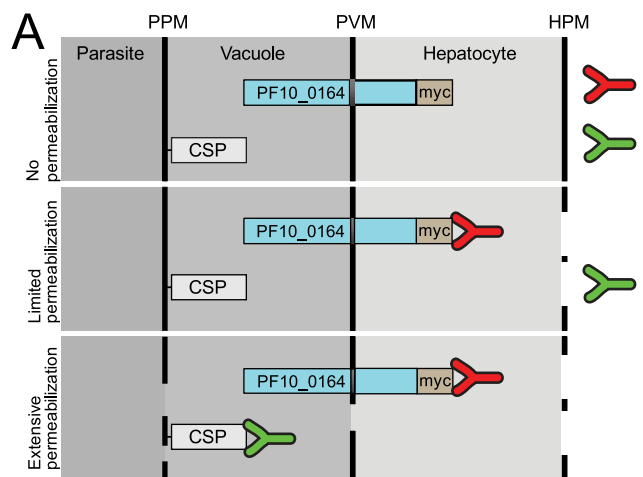 A
PPM PVM HPM
Parasite Vacuole Hepatocyte
No
permeabilization
PF10_0164 myc
CSP
Limited
permeabilization
PF10_0164 myc
CSP
Extensive
permeabilization
PF10_0164 myc
CSP